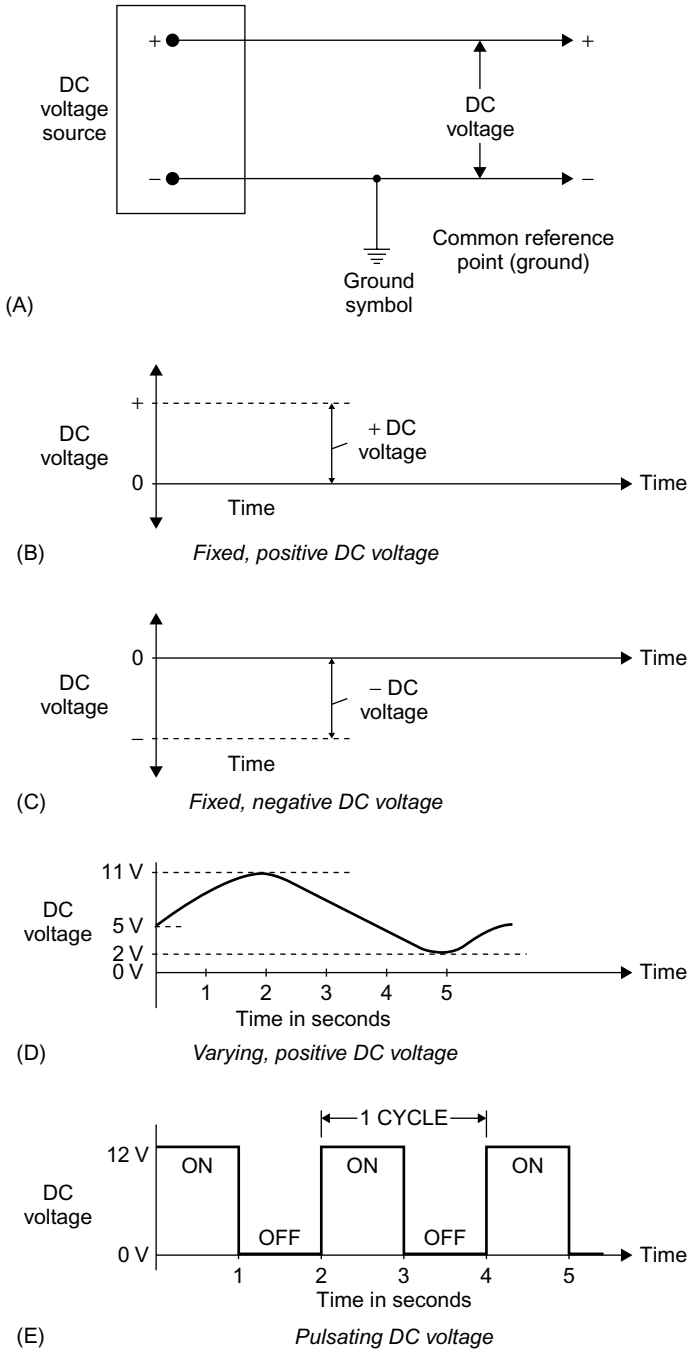 +
+
DC
voltage
source
DC
voltage
−
−
Common reference
point (ground)
Ground
symbol
(A)
+
DC
voltage
+ DC
voltage
0
Time
Time
(B)
Fixed, positive DC voltage
0
Time
DC
voltage
− DC
voltage
−
Time
(C)
Fixed, negative DC voltage
11 V
DC
voltage
5 V
2 V
0 V
Time
1 2 3 4 5
Time in seconds
(D)
Varying, positive DC voltage
1 CYCLE
12 V
ON ON ON
DC
voltage
OFF OFF
0 V
Time
1 2 3 4 5
Time in seconds
(E)
Pulsating DC voltage